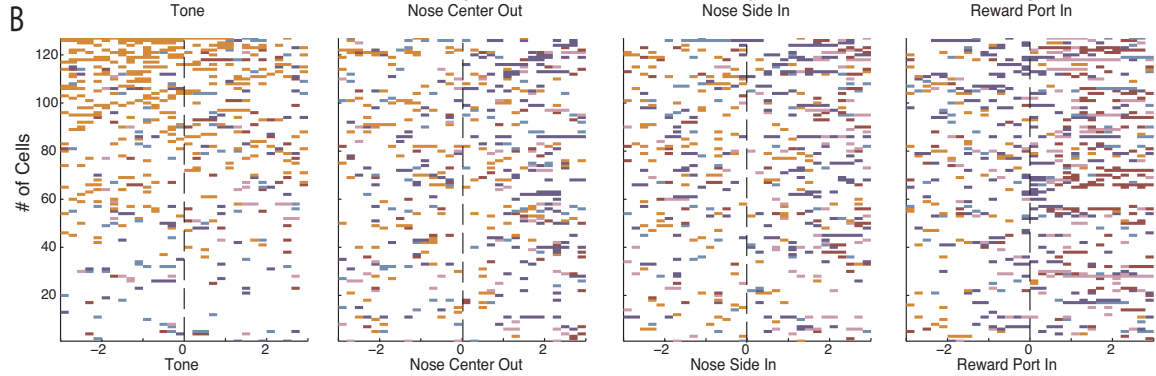 B
Tone Nose Center Out Nose Side In Reward Port In
# of Cells
120
100
80
60
40
20
−2 0 2 −2 0 2 −2 0 2 −2 0 2
Tone Nose Center Out Nose Side In Reward Port In